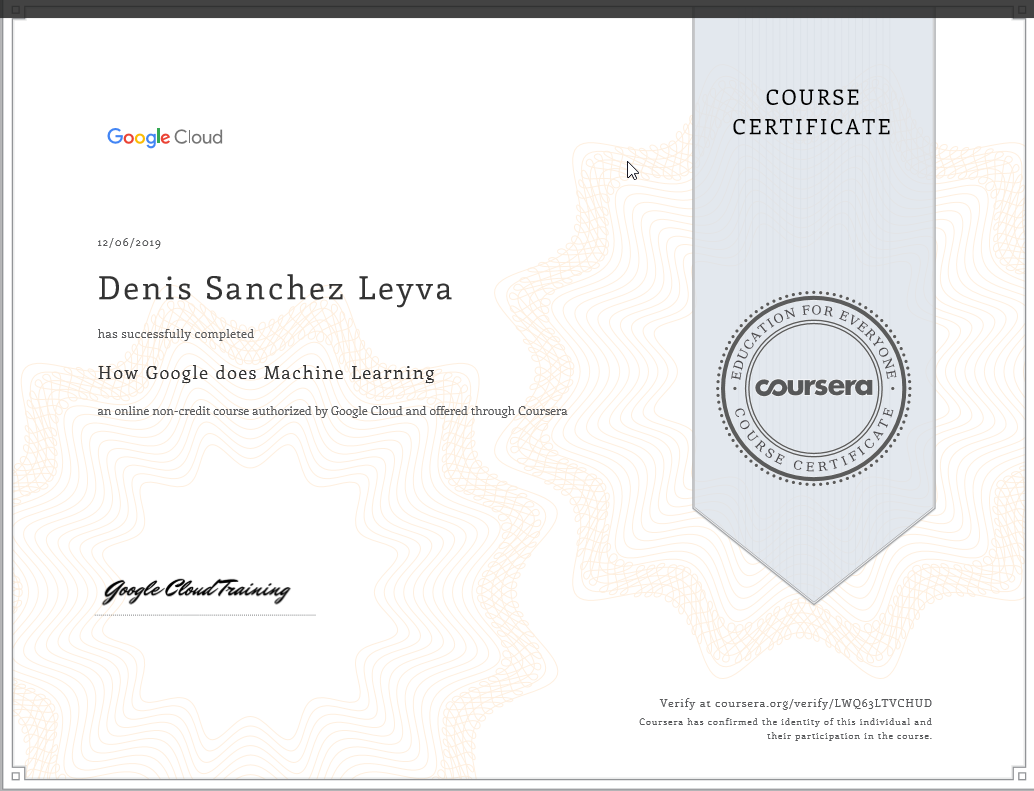 COURSE
CERTIFICATE
Google Cloud
12/06/2019
Denis Sanchez Leyva
has successfully completed
How Google does Machine Learning
an online non-credit course authorized by Google Cloud and offered through Coursera
EDUCATION FOR EVERYONE
coursera
COURSE CERTIFICATE
Google Cloud Training
Verify at coursera.org/verify/LWQ63LTVCHUD
Coursera has confirmed the identity of this individual and
their participation in the course.